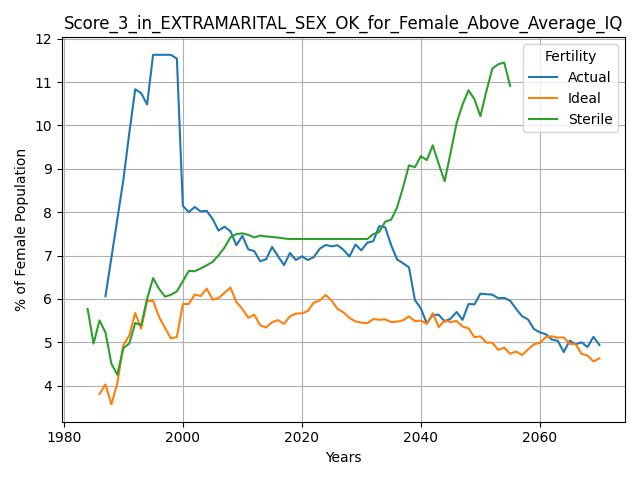 Score_3_in_EXTRAMARITAL_SEX_OK_for_Female_Above_Average_IQ
% of Female Population
12
11
10
9
8
7
6
5
4
Fertility
Actual
Ideal
Sterile
1980 2000 2020 2040 2060
Years